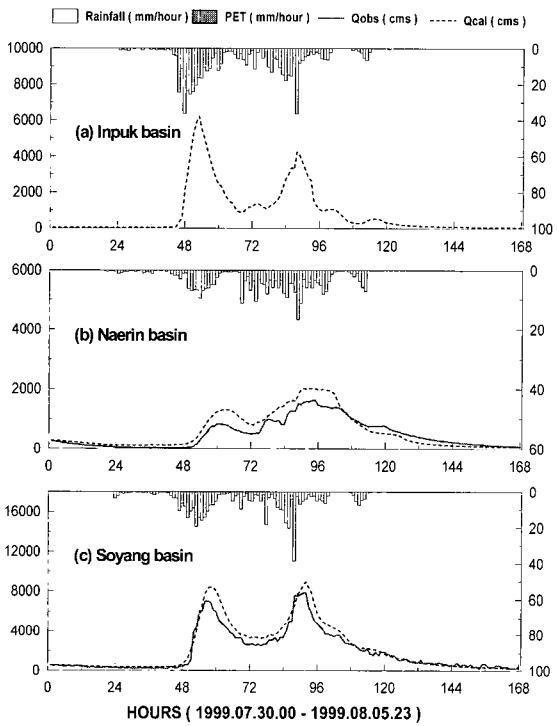 Rainfall ( mm/hour) PET ( mm/hour) Qobs ( cms ) Qcal ( cms )
10000 0
8000 20
6000 40
4000 60
2000 80
0 100
(a) Inpuk basin
0 24 48 72 96 120 144 168
6000 0
4000 20
2000 40
0 60
(b) Naerin basin
0 24 48 72 96 120 144 168
16000 0
12000 20
8000 40
4000 60
0 80
100
(c) Soyang basin
0 24 48 72 96 120 144 168
HOURS ( 1999.07.30.00 - 1999.08.05.23 )